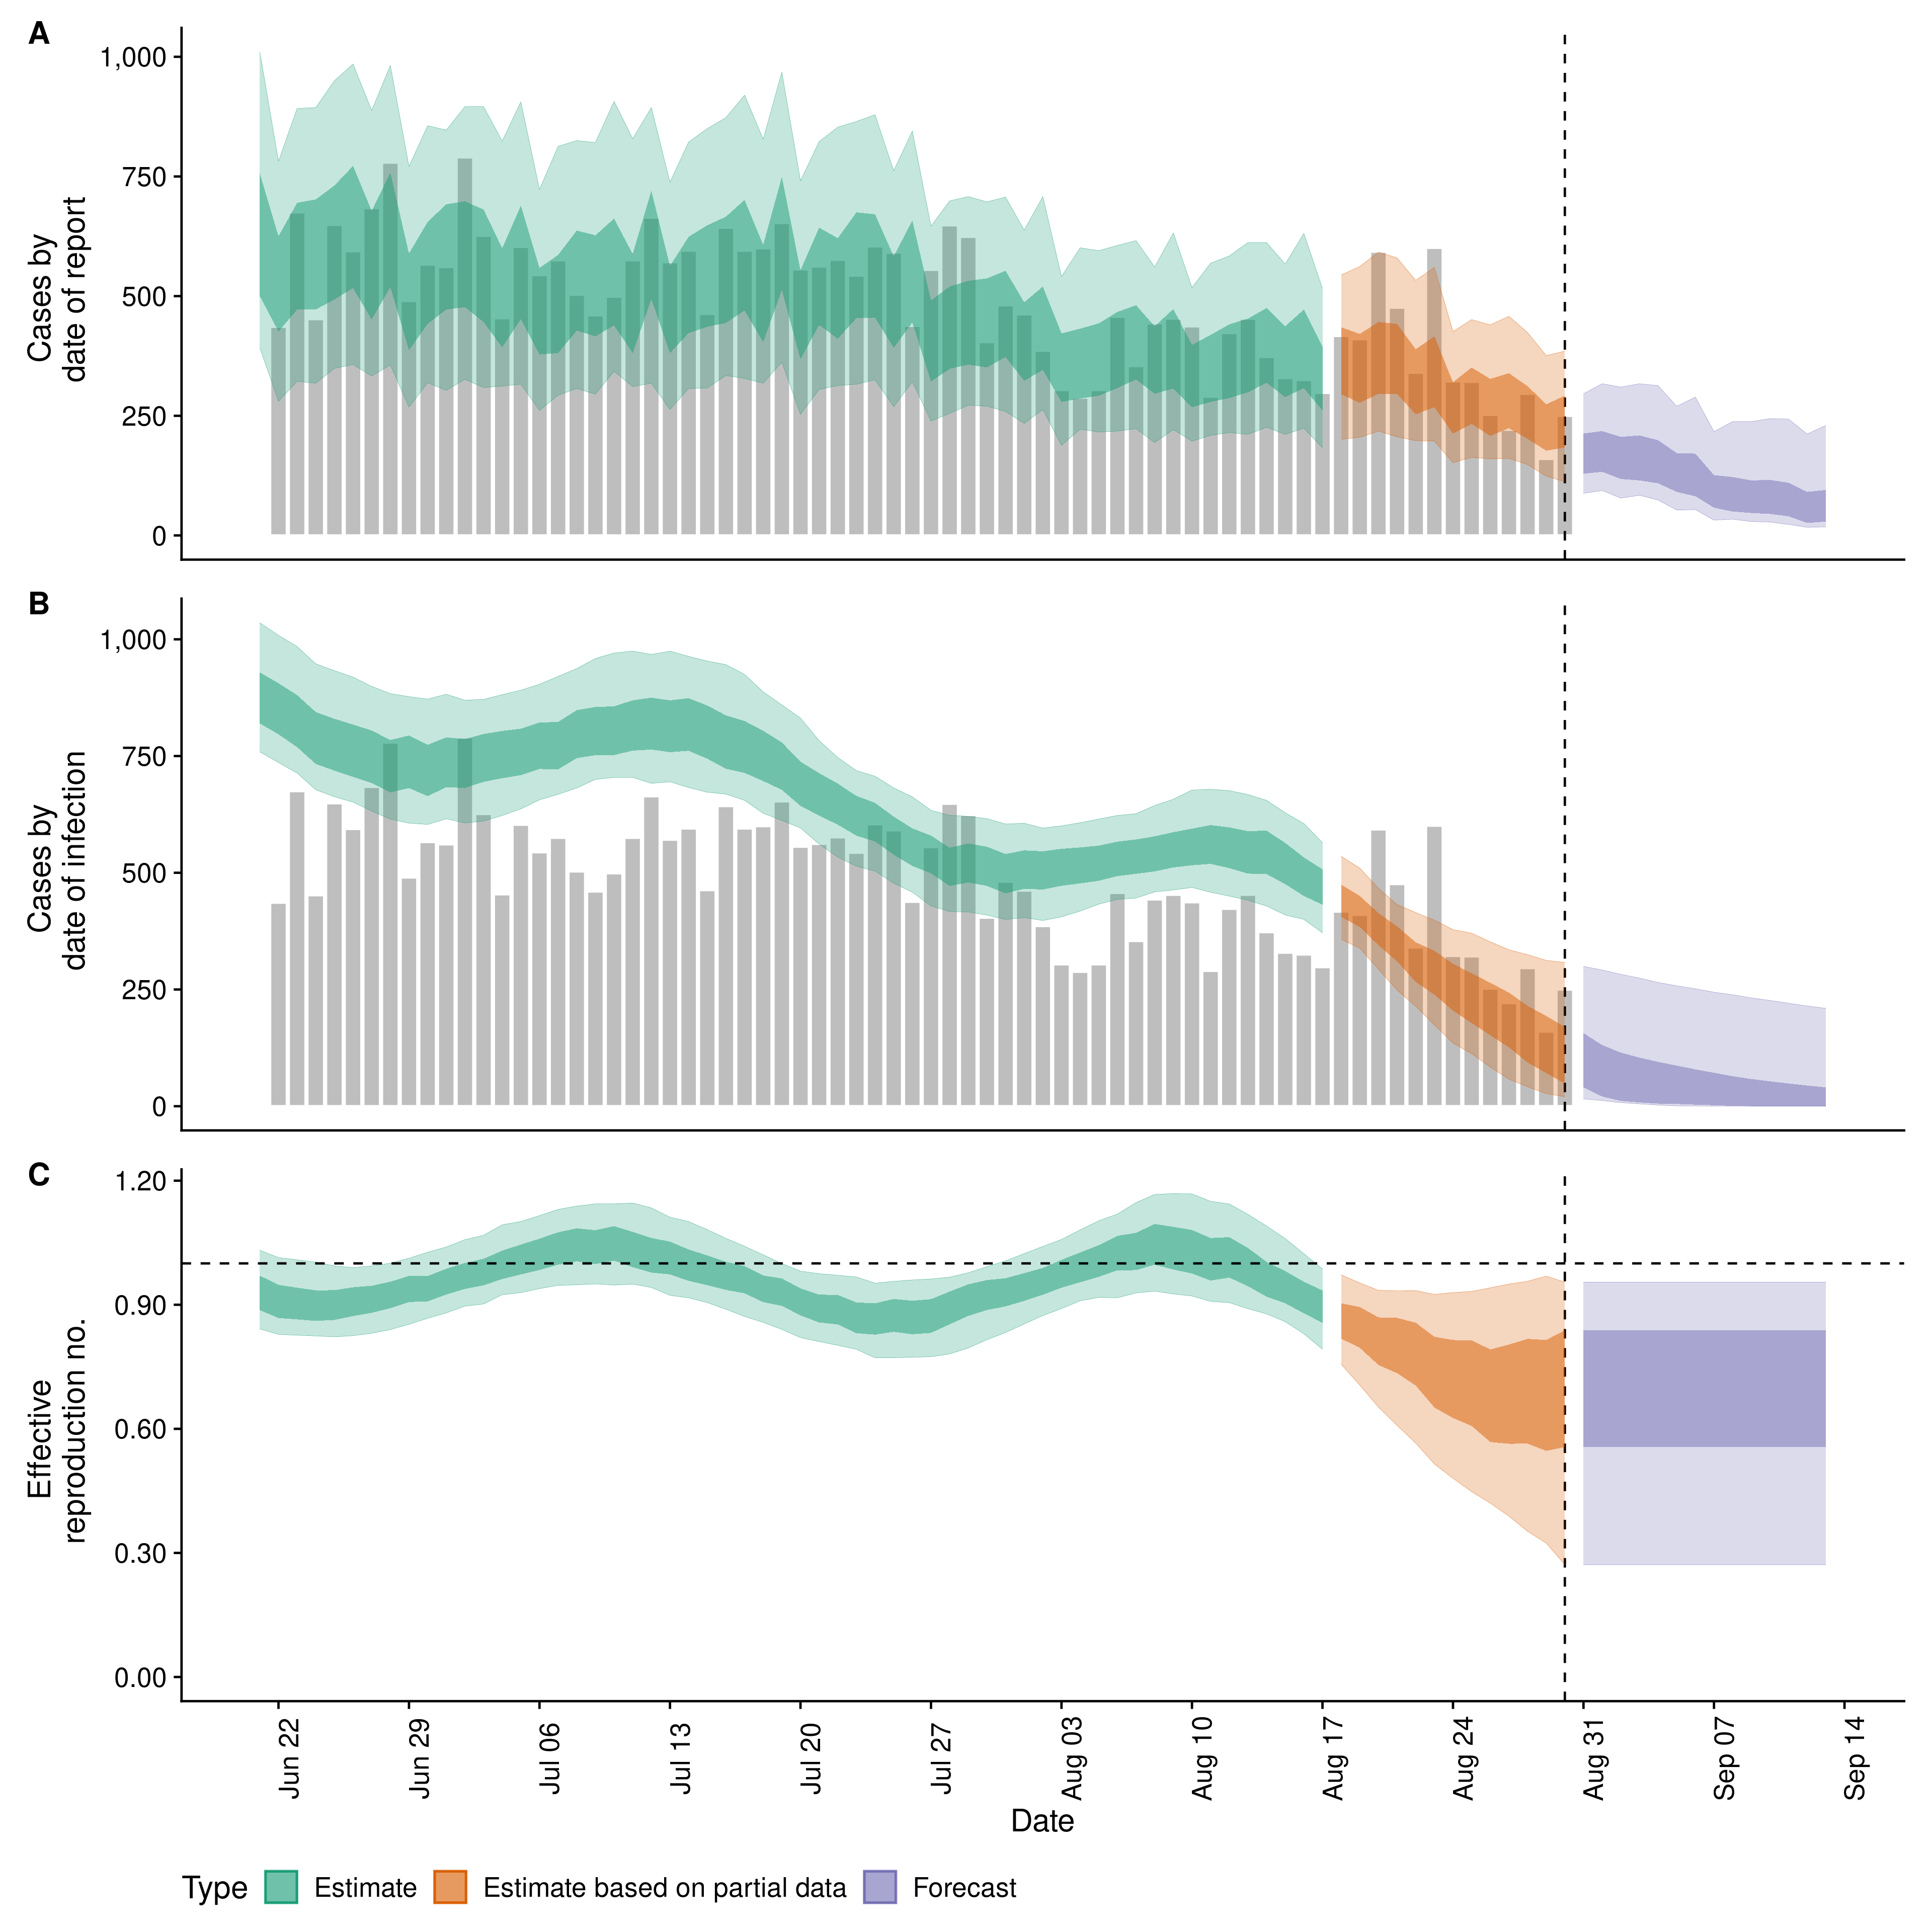 A
1,000
750
500
250
0
Cases by
date of report
B
1,000
750
500
250
0
Cases by
date of infection
C
1.20
0.90
0.60
0.30
0.00
Effective
reproduction no.
Jun 22
Jun 29
Jul 06
Jul 13
Jul 20
Jul 27
Aug 03
Aug 10
Aug 17
Aug 24
Aug 31
Sep 07
Sep 14
Date
Type Estimate Estimate based on partial data Forecast